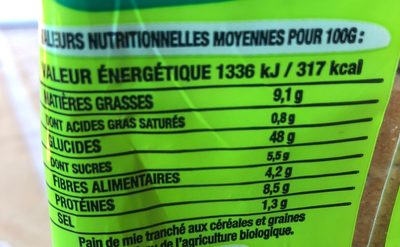 VALEURS NUTRITIONNELLES MOYENNES POUR 100G :
VALEUR ÉNERGÉTIQUE 1336 kJ / 317 kcal
MATIÈRES GRASSES 9,1 g
DONT ACIDES GRAS SATURÉS 0,8 g
GLUCIDES 48 g
DONT SUCRES 5,5 g
FIBRES ALIMENTAIRES 4,2 g
PROTÉINES 8,5 g
SEL 1,3 g
Pain de mie tranché aux céréales et graines
de l'agriculture biologique.